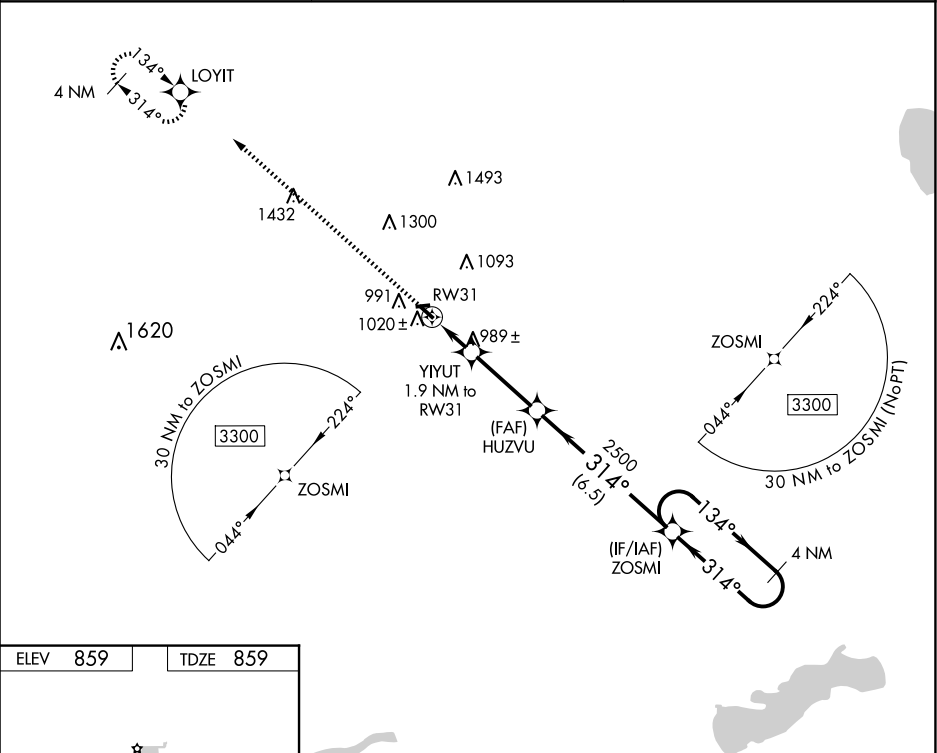 134°
LOYIT
4 NM
314°
1493
1432
1300
1093
991
RW31
1020 ±
989 ±
1620
YIYUT
1.9 NM to
RW31
ZOSMI
224°
044°
3300
30 NM to ZOSMI (NoPT)
30 NM to ZOSMI
224°
3300
ZOSMI
044°
(FAF)
HUZVU
2500
314°
(6.5)
134°
4 NM
314°
(IF/IAF)
ZOSMI
ELEV 859
TDZE 859